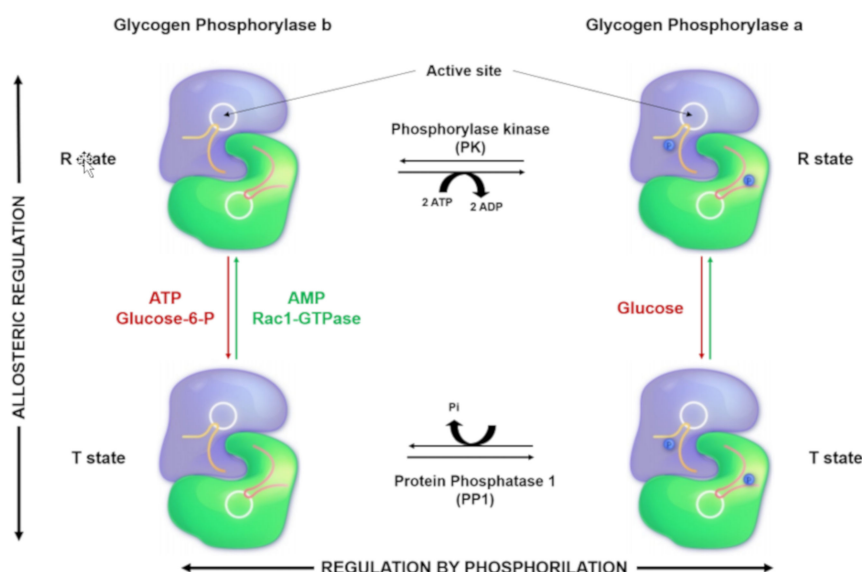 Glycogen Phosphorylase b
Glycogen Phosphorylase a
Active site
Phosphorylase kinase
(PK)
2 ATP
2 ADP
R state
R state
ALLOSTERIC REGULATION
ATP
Glucose-6-P
AMP
Rac1-GTPase
Glucose
Pi
T state
T state
Protein Phosphatase 1
(PP1)
REGULATION BY PHOSPHORILATION